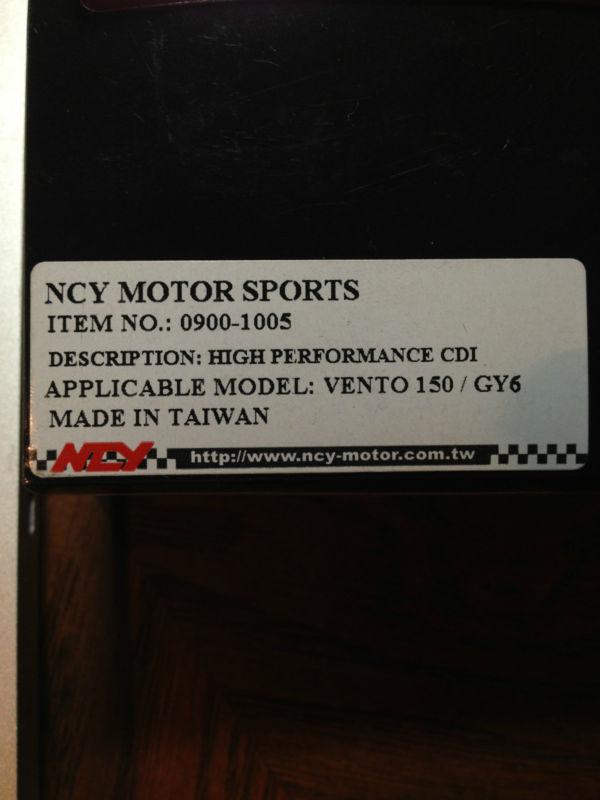 NCY MOTOR SPORTS
ITEM NO.: 0900-1005
DESCRIPTION: HIGH PERFORMANCE CDI
APPLICABLE MODEL: VENTO 150 / GY6
MADE IN TAIWAN
NCY http://www.ncy-motor.com.tw